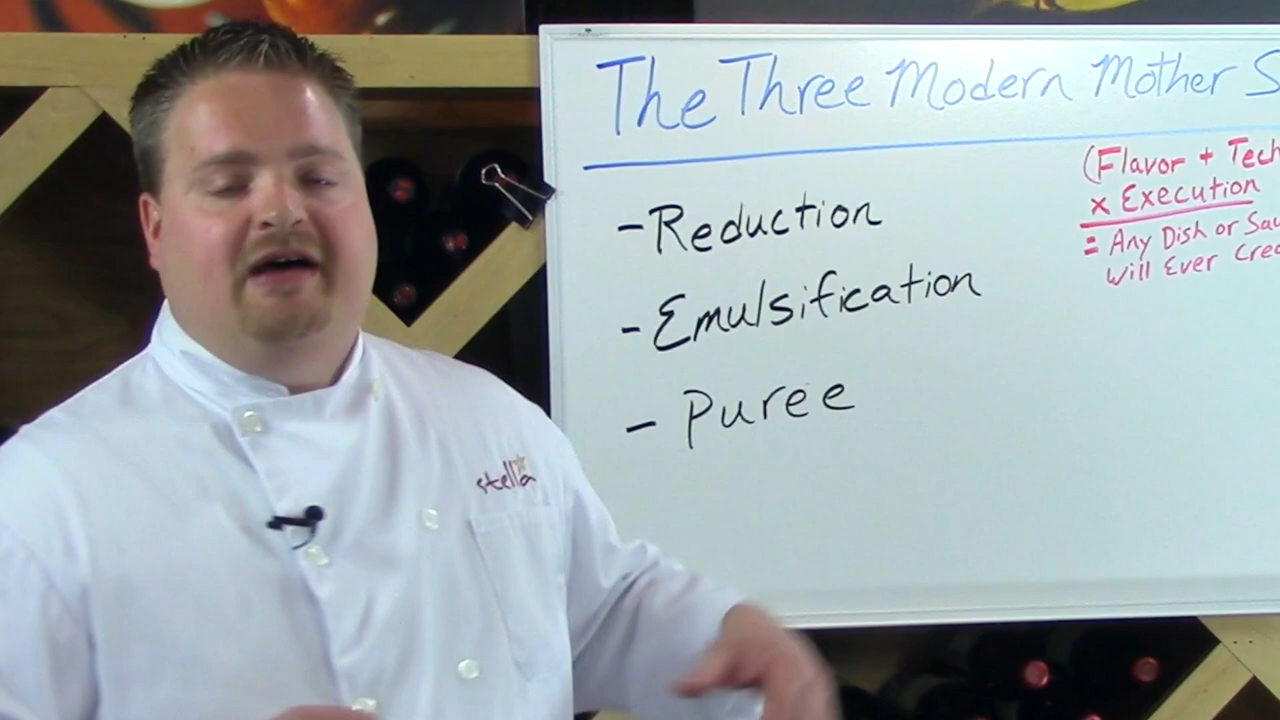 The Three Modern Mother S
(Flavor + Tech
x Execution
= Any Dish or Sau
Will Ever Crea
- Reduction
- Emulsification
- Puree
stella